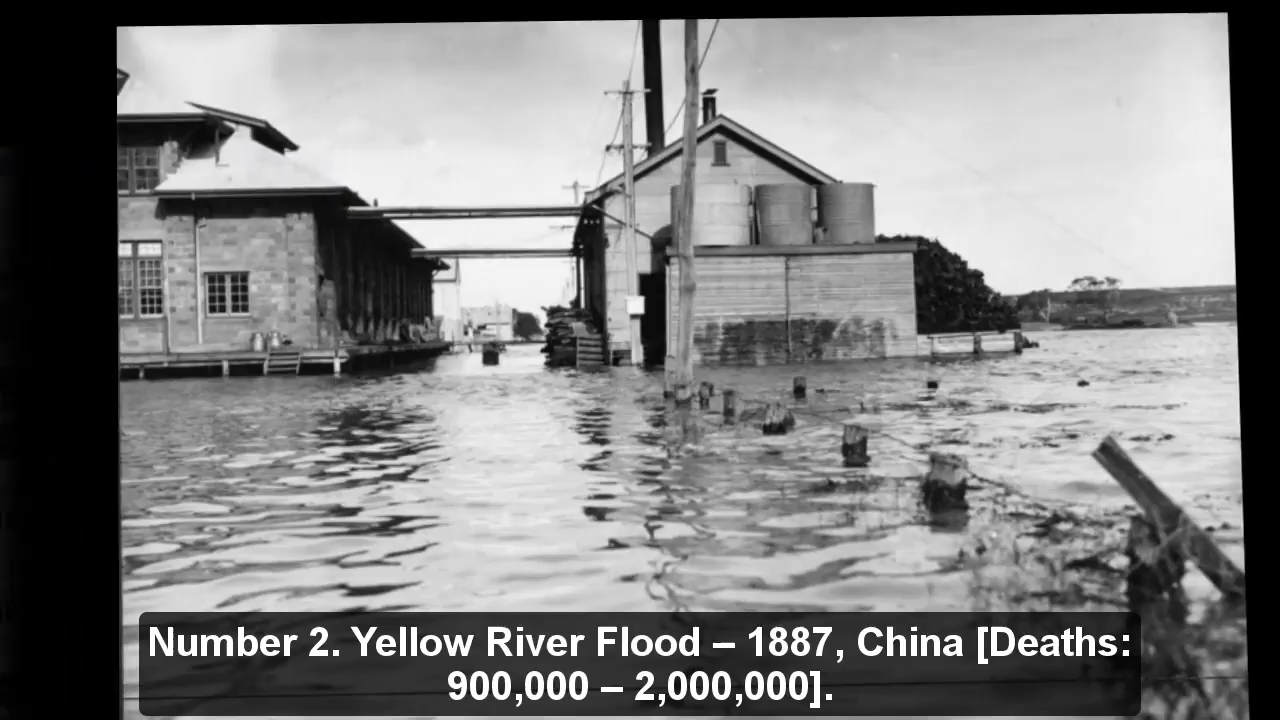 Number 2. Yellow River Flood – 1887, China [Deaths:
900,000 – 2,000,000].